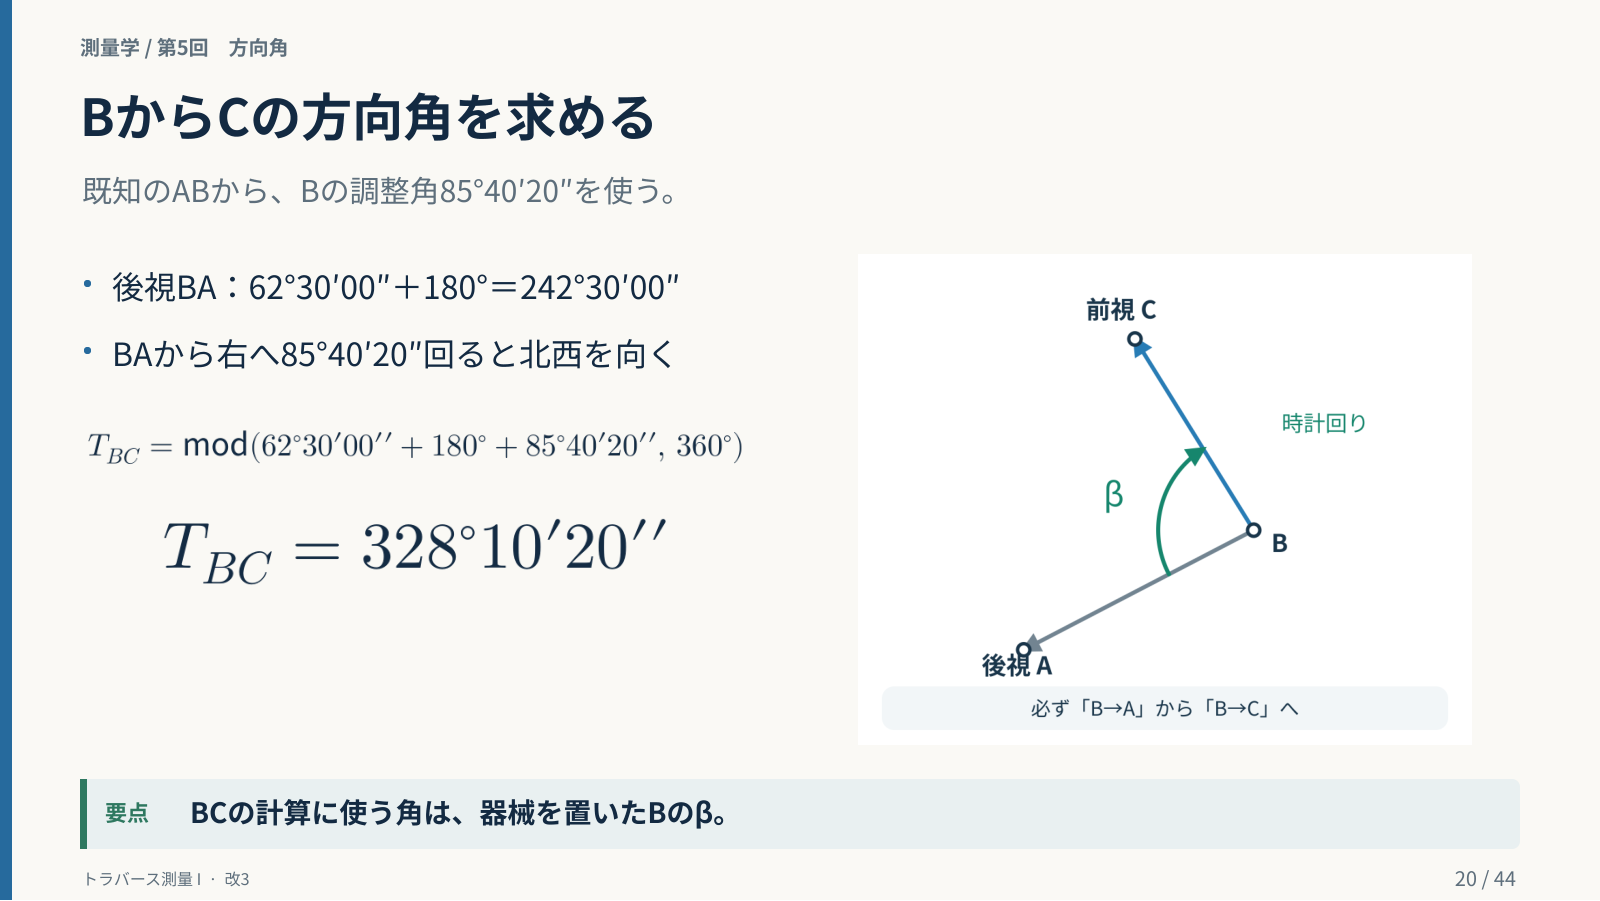 測量学 / 第5回　方向角
BからCの方向角を求める
既知のABから、Bの調整角85°40′20″を使う。
• 後視BA：62°30′00″＋180°＝242°30′00″
• BAから右へ85°40′20″回ると北西を向く
T_{BC} = mod(62°30′00′′ + 180° + 85°40′20′′, 360°)
T_{BC} = 328°10′20′′
前視 C
時計回り
β
B
後視 A
必ず「B→A」から「B→C」へ
要点　BCの計算に使う角は、器械を置いたBのβ。
トラバース測量 I · 改3
20 / 44